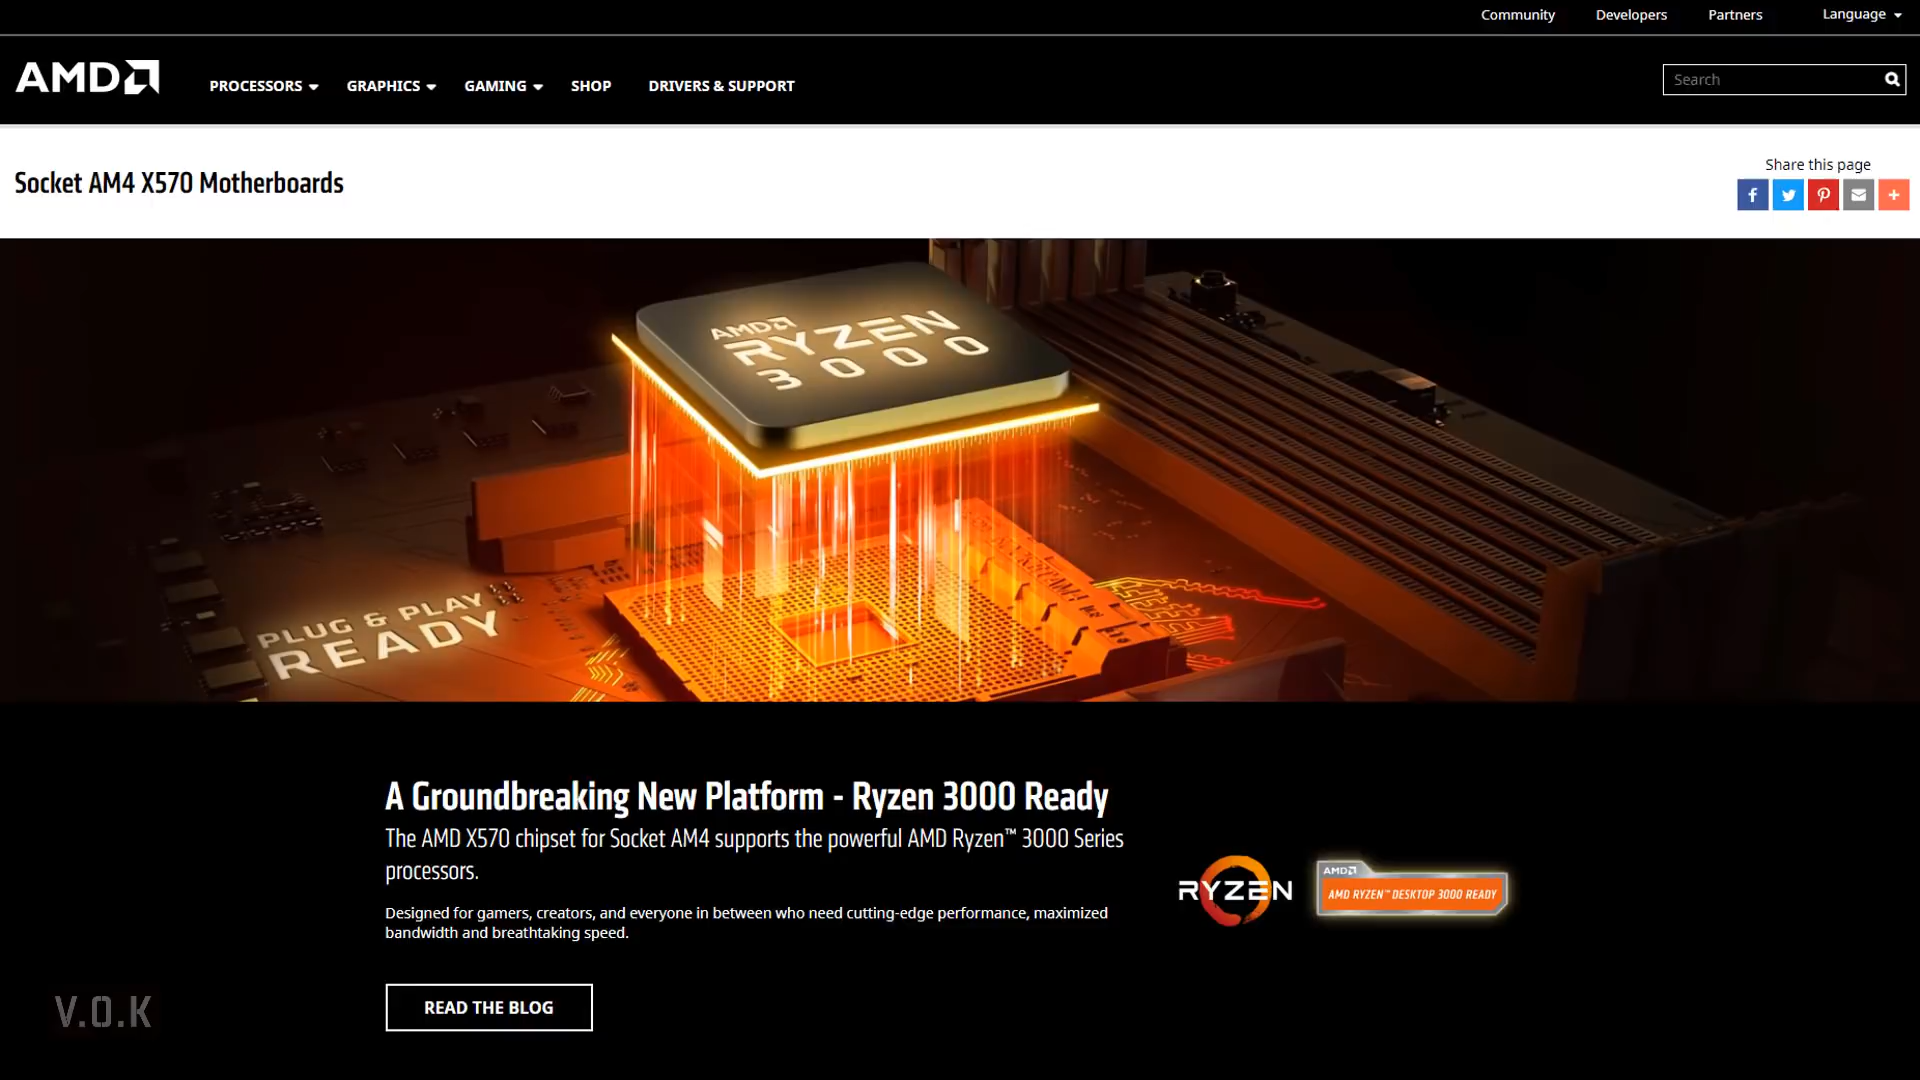 Community Developers Partners Language
AMD
PROCESSORS GRAPHICS GAMING SHOP DRIVERS & SUPPORT
Search
Socket AM4 X570 Motherboards
Share this page
AMD
RYZEN
3000
PLUG & PLAY
READY
A Groundbreaking New Platform - Ryzen 3000 Ready
The AMD X570 chipset for Socket AM4 supports the powerful AMD Ryzen™ 3000 Series
processors.
Designed for gamers, creators, and everyone in between who need cutting-edge performance, maximized
bandwidth and breathtaking speed.
RYZEN
AMD
AMD RYZEN™ DESKTOP 3000 READY
READ THE BLOG
V.O.K